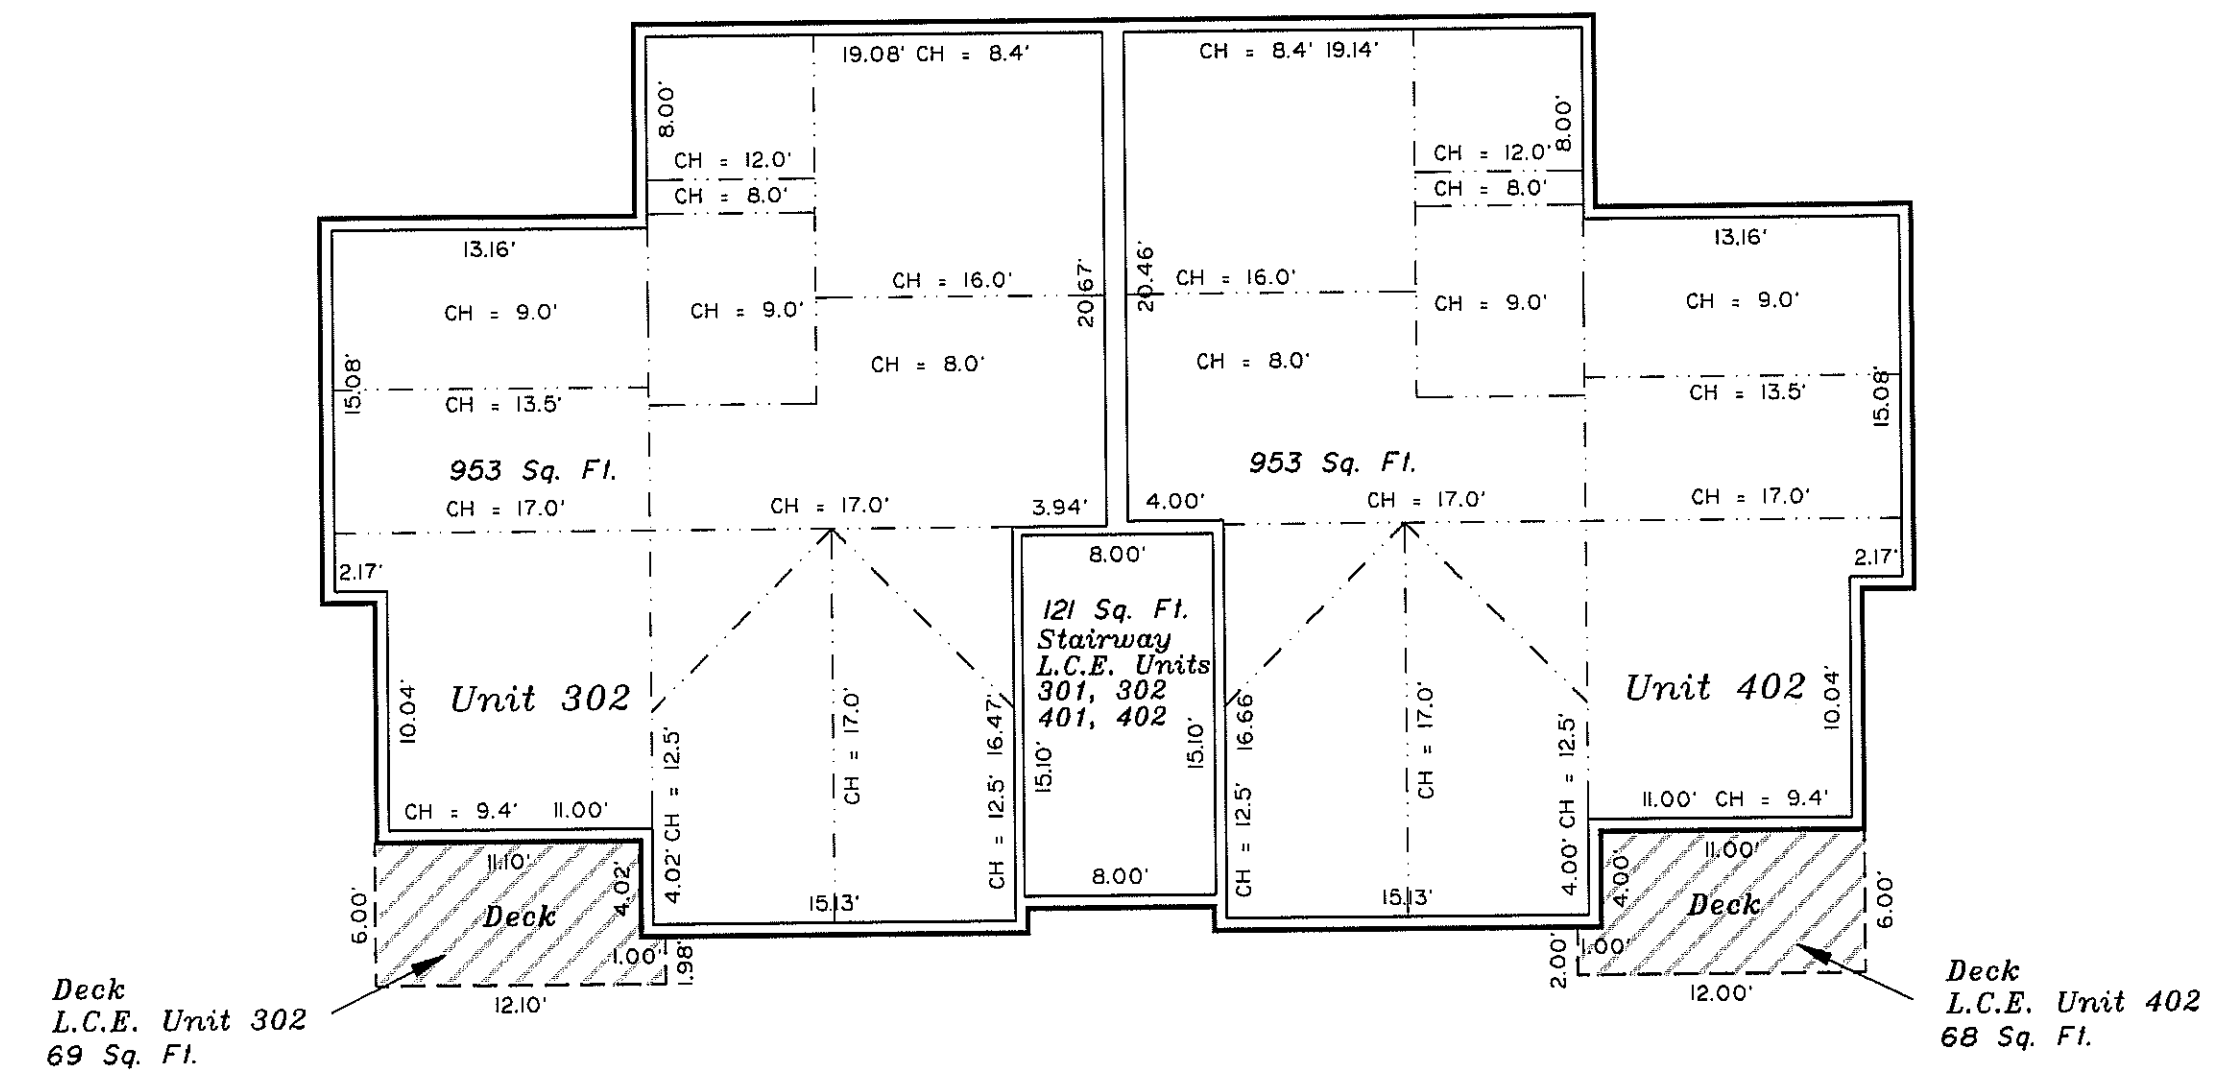 19.08' CH = 8.4'
CH = 8.4' 19.14'
8.00'
8.00'
CH = 12.0'
CH = 12.0'
CH = 8.0'
CH = 8.0'
13.16'
13.16'
CH = 16.0'
CH = 16.0'
20.67'
20.46'
CH = 9.0'
CH = 9.0'
CH = 9.0'
CH = 9.0'
CH = 8.0'
CH = 8.0'
15.08'
15.08'
CH = 13.5'
CH = 13.5'
953 Sq. Ft.
953 Sq. Ft.
CH = 17.0'
CH = 17.0'
3.94'
4.00'
CH = 17.0'
CH = 17.0'
2.17'
2.17'
8.00'
121 Sq. Ft.
Stairway
L.C.E. Units
301, 302
401, 402
15.10'
15.10'
8.00'
Unit 302
Unit 402
10.04'
10.04'
4.02' CH = 12.5'
CH = 17.0'
CH = 12.5' 16.47'
CH = 12.5' 16.66'
CH = 17.0'
4.00' CH = 12.5'
CH = 9.4' 11.00'
11.00' CH = 9.4'
15.13'
15.13'
11.10'
4.02'
6.00'
Deck
1.00'
1.98'
12.10'
11.00'
4.00'
6.00'
Deck
1.00'
2.00'
12.00'
Deck
L.C.E. Unit 302
69 Sq. Ft.
Deck
L.C.E. Unit 402
68 Sq. Ft.